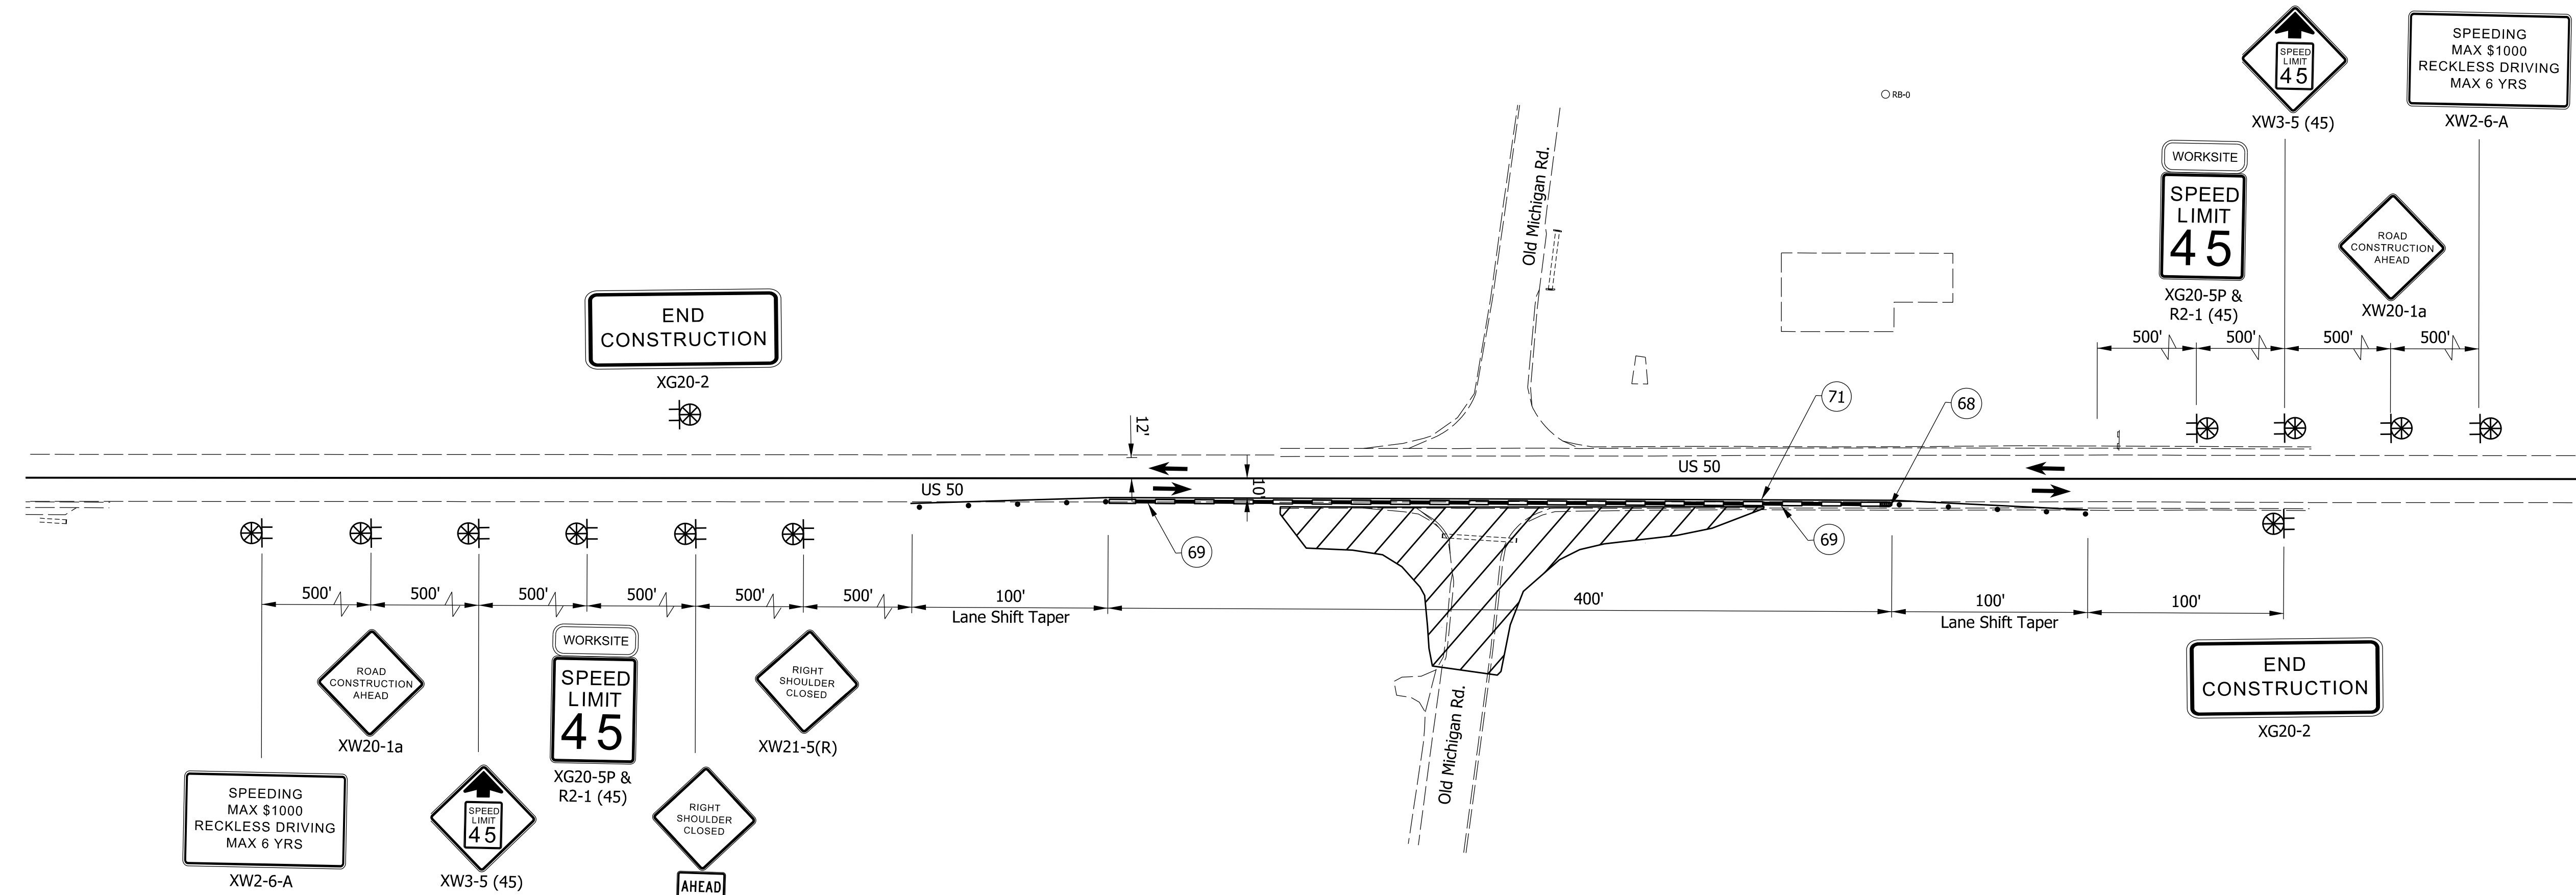 SPEED
LIMIT
45
XW3-5 (45)
SPEEDING
MAX $1000
RECKLESS DRIVING
MAX 6 YRS
XW2-6-A
RB-0
WORKSITE
SPEED
LIMIT
45
XG20-5P &
R2-1 (45)
ROAD
CONSTRUCTION
AHEAD
XW20-1a
500'
500'
500'
500'
Old Michigan Rd.
END
CONSTRUCTION
XG20-2
12'
10'
71
68
US 50
US 50
69
69
500'
500'
500'
500'
500'
500'
100'
Lane Shift Taper
400'
100'
Lane Shift Taper
100'
ROAD
CONSTRUCTION
AHEAD
XW20-1a
WORKSITE
SPEED
LIMIT
45
XG20-5P &
R2-1 (45)
RIGHT
SHOULDER
CLOSED
XW21-5(R)
Old Michigan Rd.
END
CONSTRUCTION
XG20-2
SPEEDING
MAX $1000
RECKLESS DRIVING
MAX 6 YRS
XW2-6-A
SPEED
LIMIT
45
XW3-5 (45)
RIGHT
SHOULDER
CLOSED
AHEAD